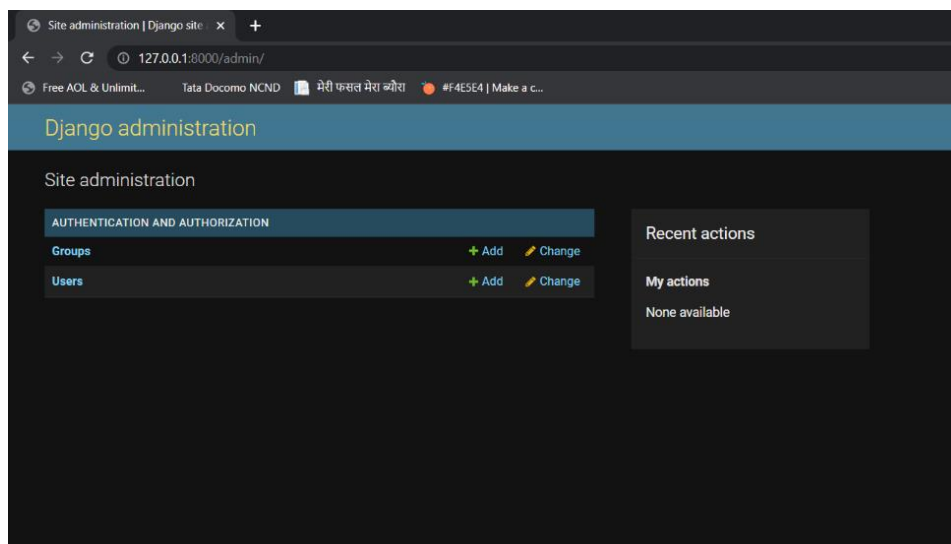 Site administration | Django site
127.0.0.1:8000/admin/
Free AOL & Unlimit... Tata Docomo NCND मेरी फसल मेरा ब्यौरा #F4E5E4 | Make a c...
Django administration
Site administration
AUTHENTICATION AND AUTHORIZATION
Groups + Add Change
Users + Add Change
Recent actions
My actions
None available